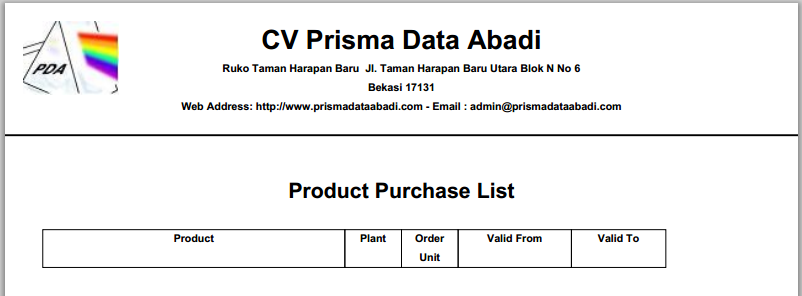 PDA
CV Prisma Data Abadi
Ruko Taman Harapan Baru  Jl. Taman Harapan Baru Utara Blok N No 6
Bekasi 17131
Web Address: http://www.prismadataabadi.com - Email : admin@prismadataabadi.com
Product Purchase List
Product Plant Order Valid From Valid To
Unit